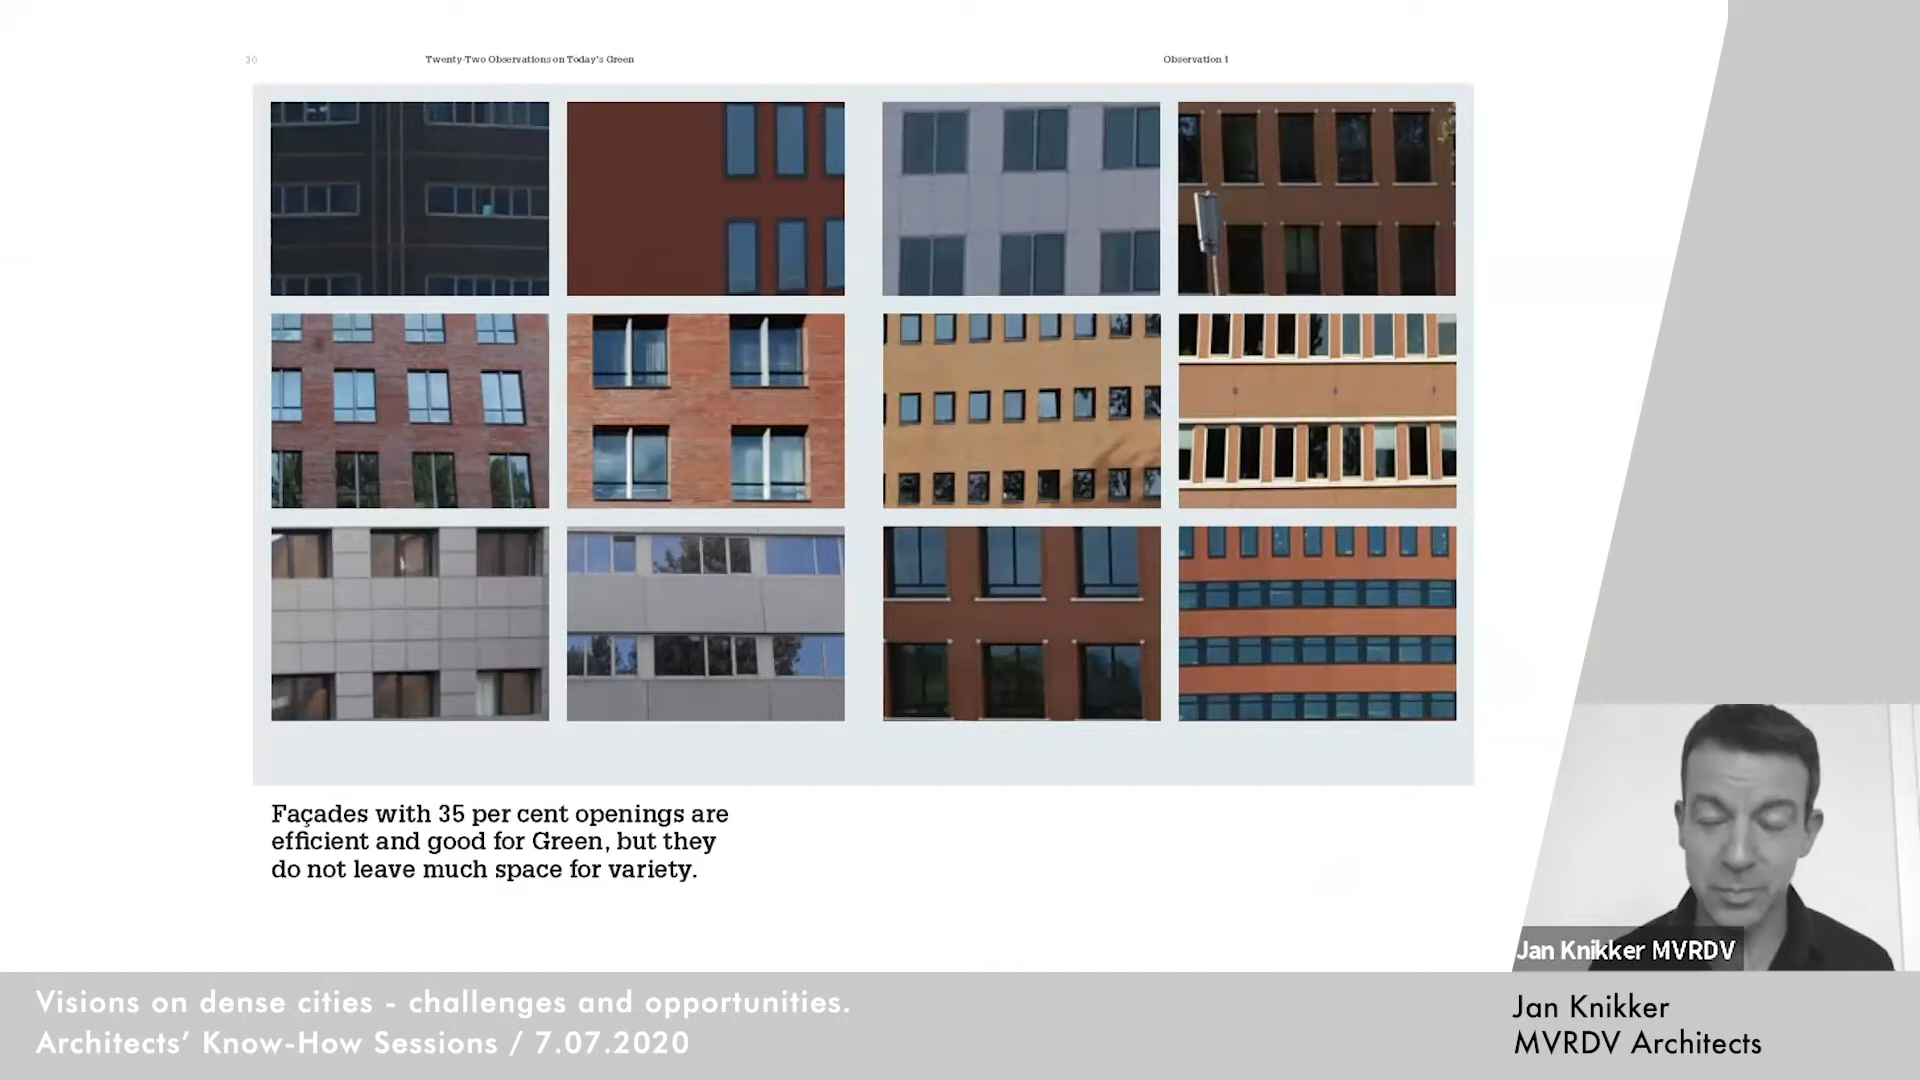 30
Twenty-Two Observations on Today's Green
Observation 1
Façades with 35 per cent openings are
efficient and good for Green, but they
do not leave much space for variety.
Jan Knikker MVRDV
Visions on dense cities - challenges and opportunities.
Architects’ Know-How Sessions / 7.07.2020
Jan Knikker
MVRDV Architects